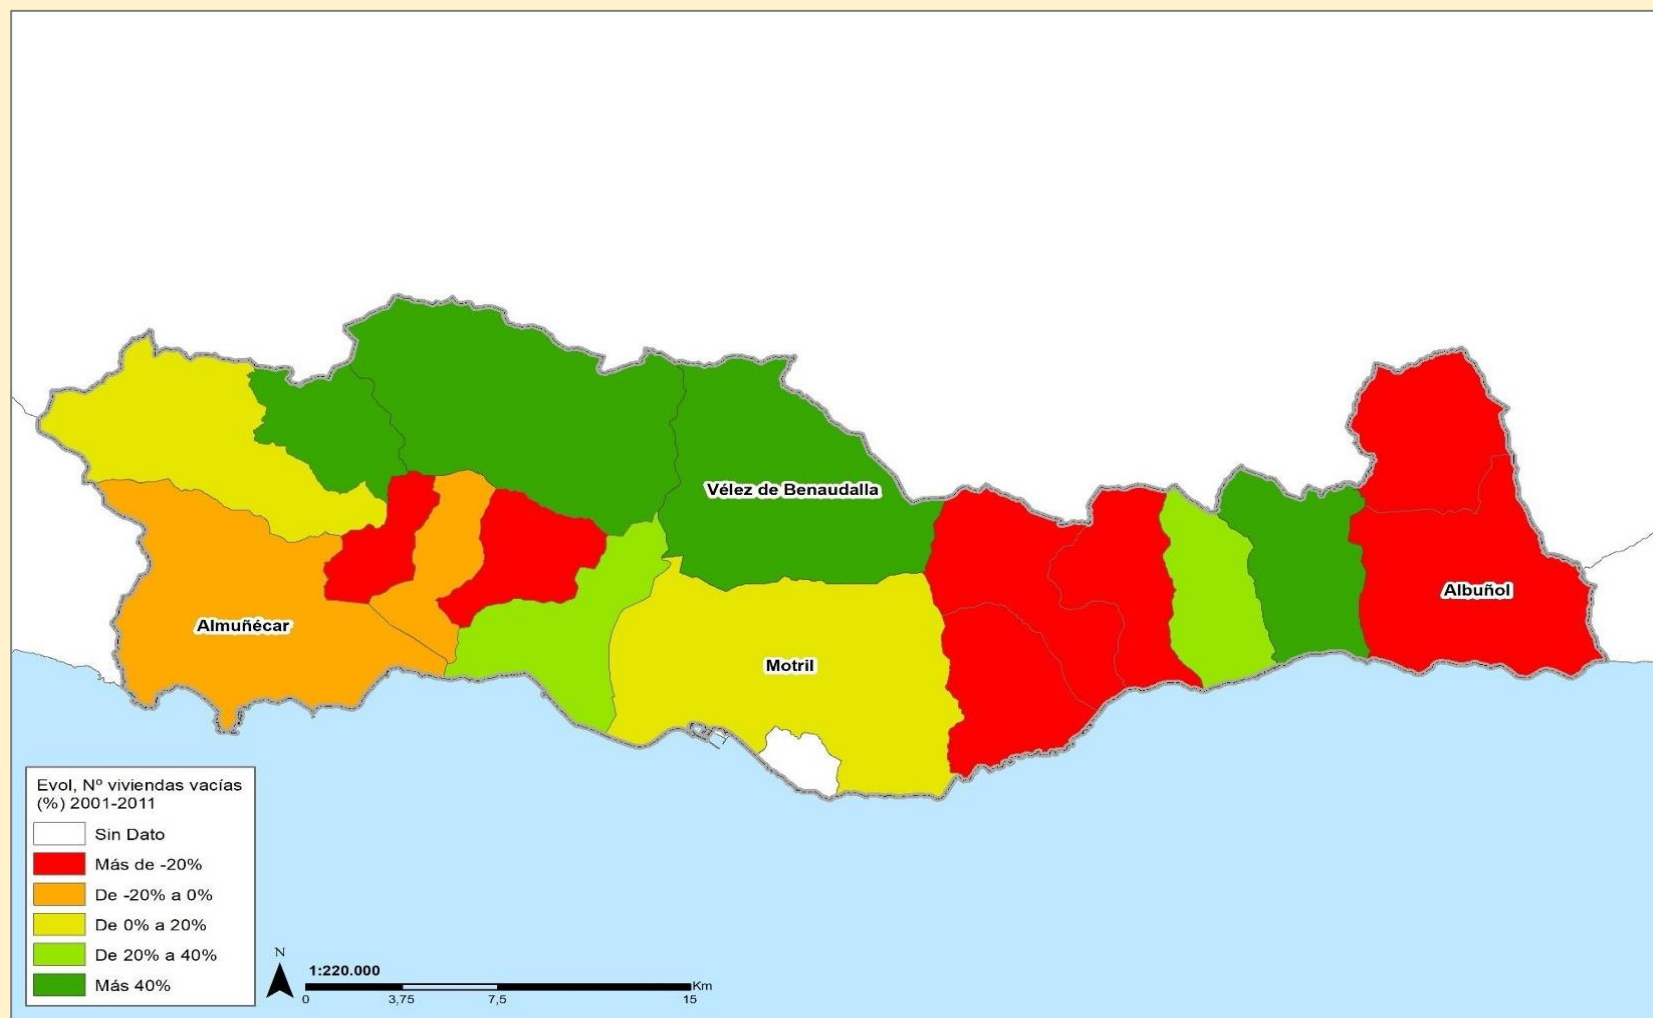 Vélez de Benaudalla
Albuñol
Almuñécar
Motril
Evol, Nº viviendas vacías
(%) 2001-2011
Sin Dato
Más de -20%
De -20% a 0%
De 0% a 20%
De 20% a 40%
Más 40%
N
1:220.000
Km
0 3,75 7,5 15